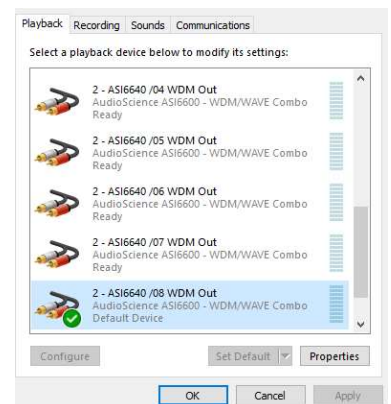 Playback Recording Sounds Communications
Select a playback device below to modify its settings:
2 - ASI6640 /04 WDM Out
AudioScience ASI6600 - WDM/WAVE Combo
Ready
2 - ASI6640 /05 WDM Out
AudioScience ASI6600 - WDM/WAVE Combo
Ready
2 - ASI6640 /06 WDM Out
AudioScience ASI6600 - WDM/WAVE Combo
Ready
2 - ASI6640 /07 WDM Out
AudioScience ASI6600 - WDM/WAVE Combo
Ready
2 - ASI6640 /08 WDM Out
AudioScience ASI6600 - WDM/WAVE Combo
Default Device
Configure Set Default Properties
OK Cancel Apply